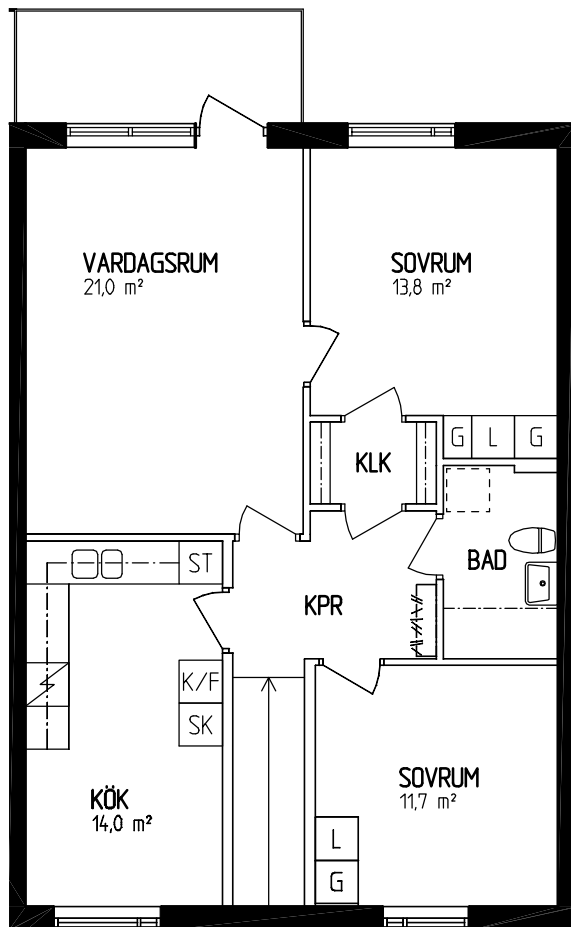 VARDAGSRUM
21,0 m²
SOVRUM
13,8 m²
G L G
KLK
BAD
ST
KPR
K/F
SK
SOVRUM
11,7 m²
KÖK
14,0 m²
L
G